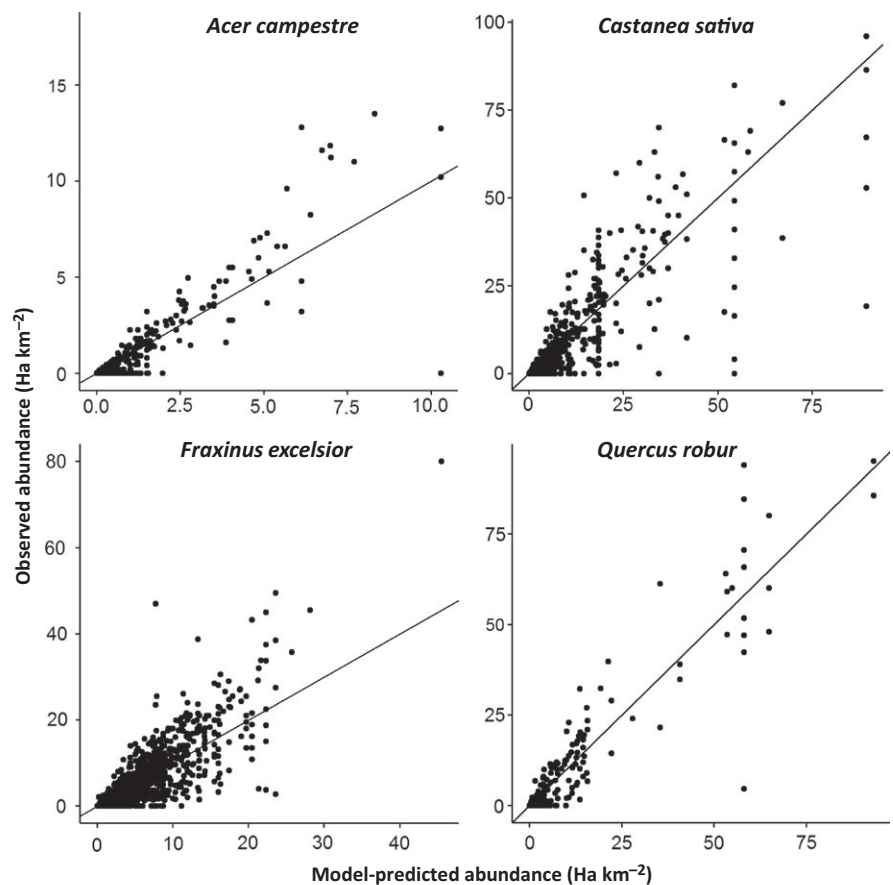 Acer campestre
Castanea sativa
15
10
5
0
0.0 2.5 5.0 7.5 10.0
100
75
50
25
0
0 25 50 75
Fraxinus excelsior
Quercus robur
80
60
40
20
0
0 10 20 40
75
50
25
0
0 25 50 75
Observed abundance (Ha km⁻²)
Model-predicted abundance (Ha km⁻²)